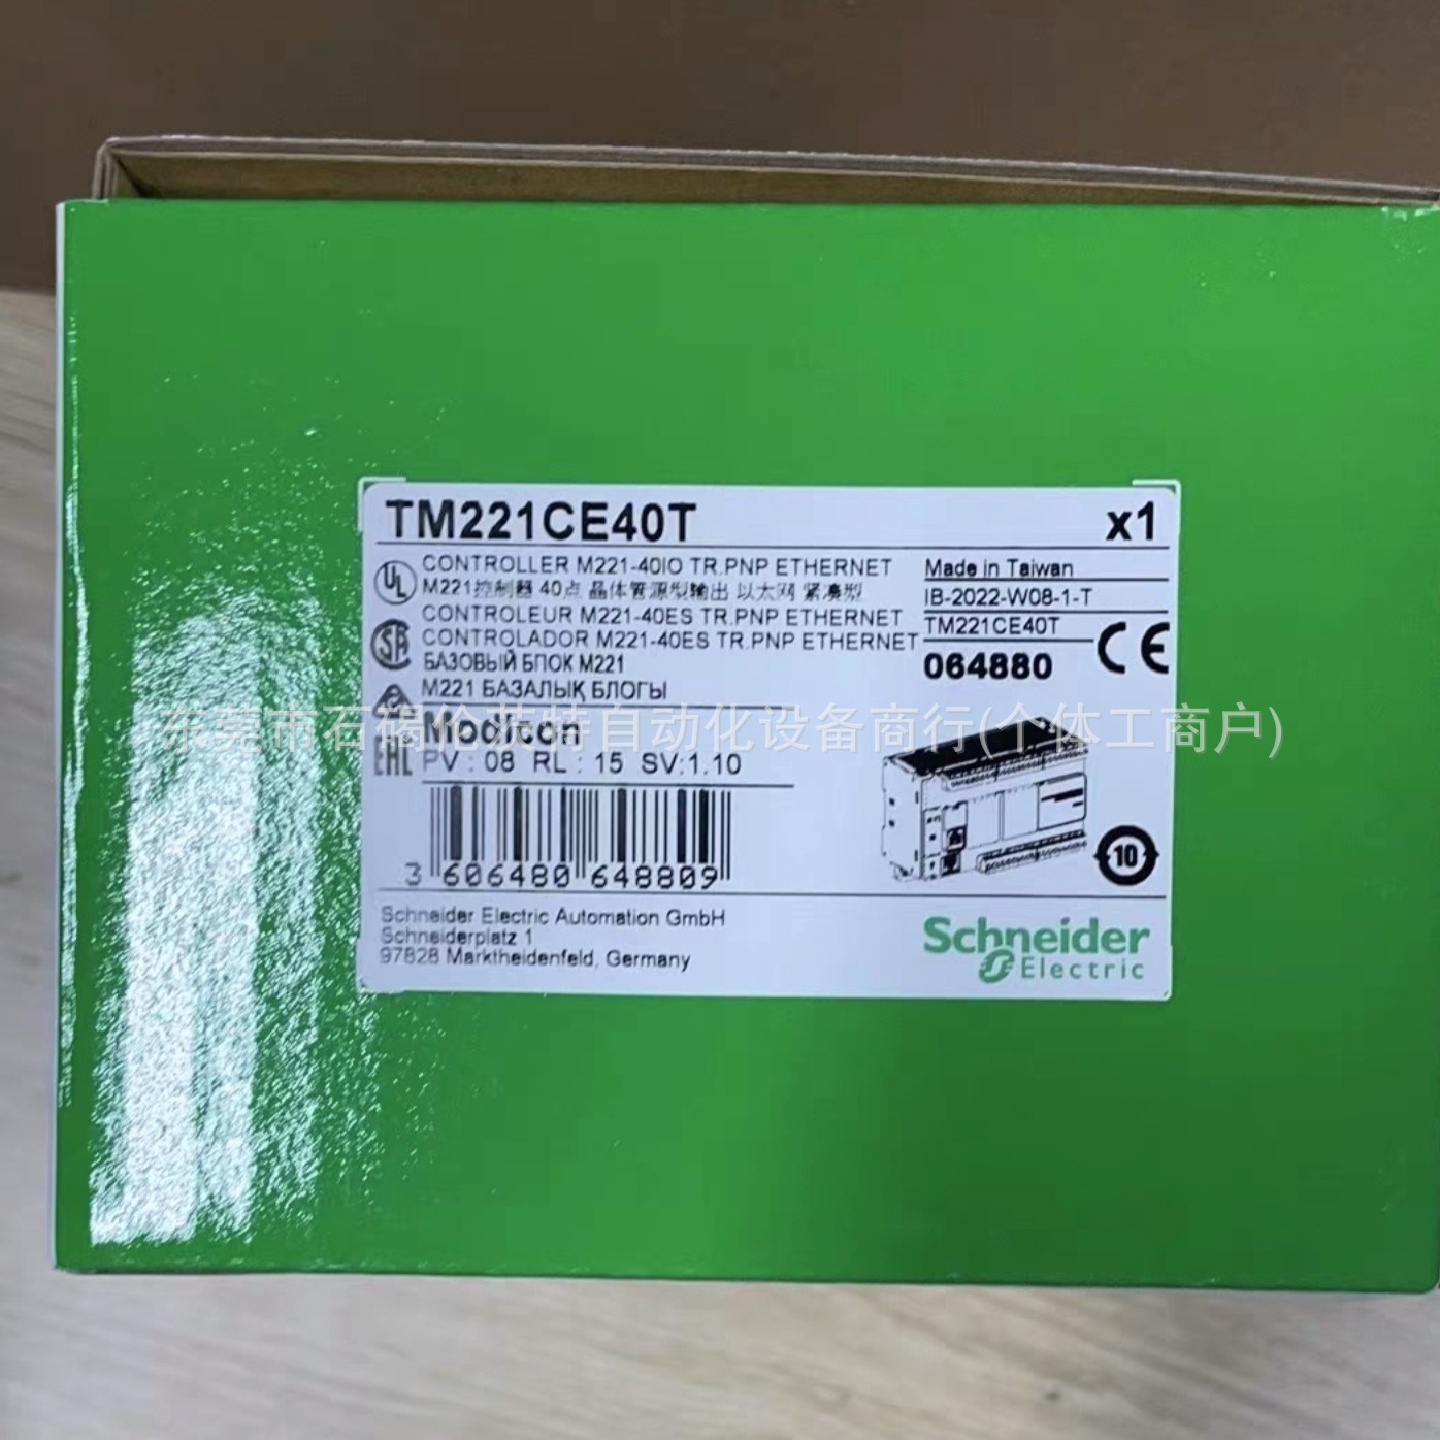 TM221CE40T x1
CONTROLLER M221-40IO TR.PNP ETHERNET
M221控制器 40点 晶体管源型输出 以太网 紧凑型
CONTROLEUR M221-40ES TR.PNP ETHERNET
CONTROLADOR M221-40ES TR.PNP ETHERNET
БАЗОВЫЙ БЛОК M221
M221 БАЗАЛЫҚ БЛОГЫ
Made in Taiwan
IB-2022-W08-1-T
TM221CE40T
064880
CE
UL
EAC
东莞市石碣伦茨特自动化设备商行(个体工商户)
Modicon
PV : 08 RL : 15 SV:1.10
3 606480 648809
10
Schneider Electric Automation GmbH
Schneiderplatz 1
97828 Marktheidenfeld, Germany
Schneider
Electric